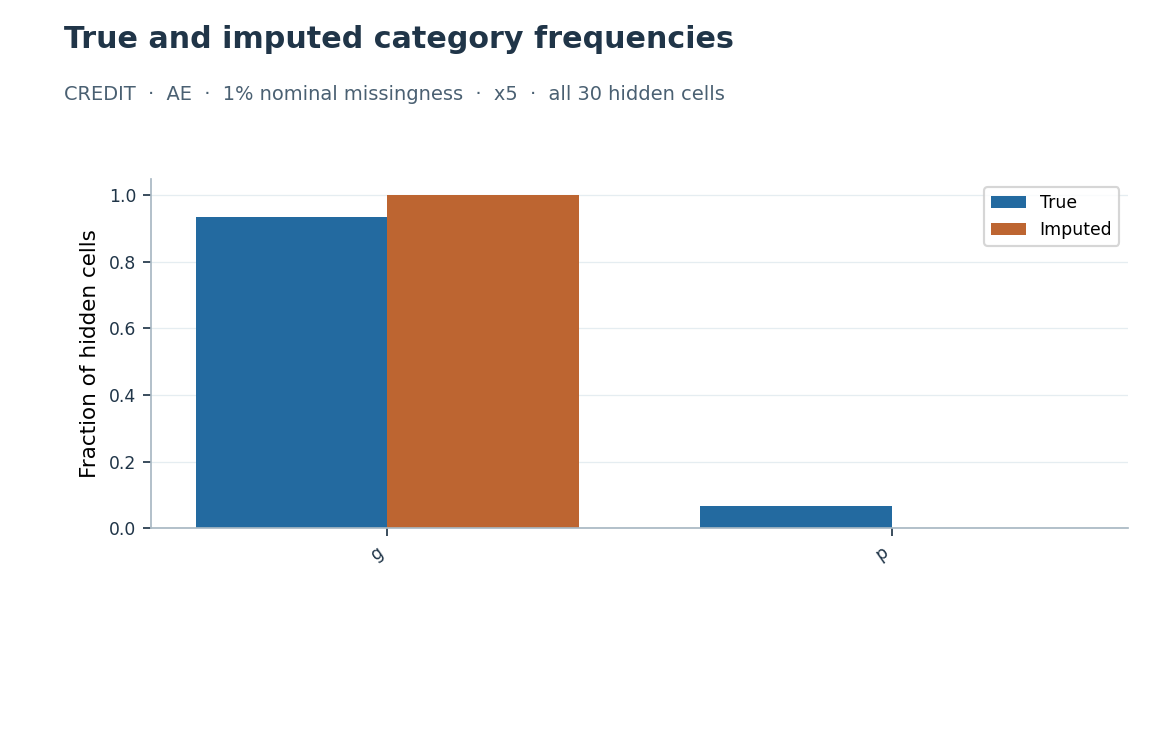 True and imputed category frequencies
CREDIT · AE · 1% nominal missingness · x5 · all 30 hidden cells
Fraction of hidden cells
1.0
0.8
0.6
0.4
0.2
0.0
g
p
True
Imputed